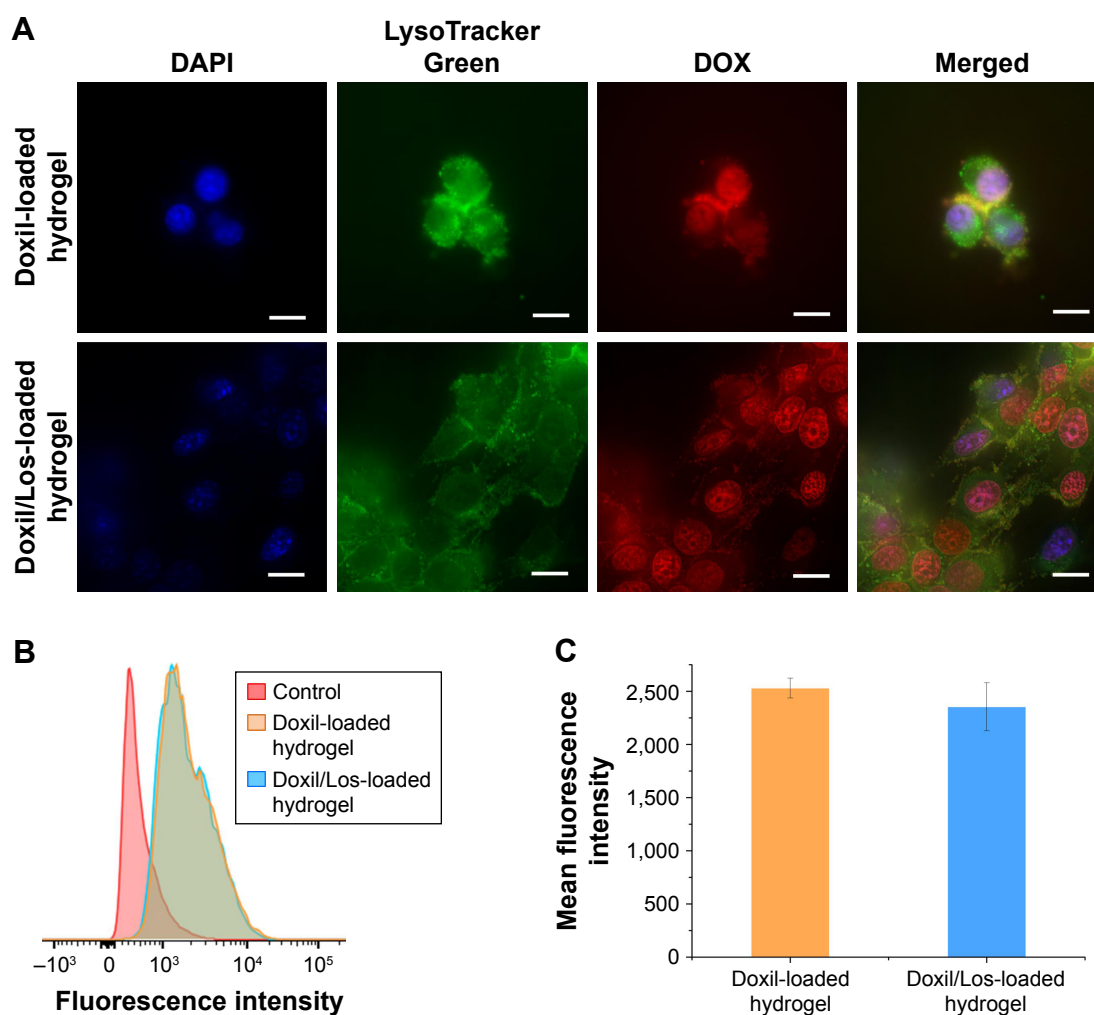 A
DAPI
LysoTracker
Green
DOX
Merged
Doxil-loaded
hydrogel
Doxil/Los-loaded
hydrogel
B
Control
Doxil-loaded
hydrogel
Doxil/Los-loaded
hydrogel
–10³ 0 10³ 10⁴ 10⁵
Fluorescence intensity
C
Mean fluorescence
intensity
2,500
2,000
1,500
1,000
500
0
Doxil-loaded
hydrogel
Doxil/Los-loaded
hydrogel